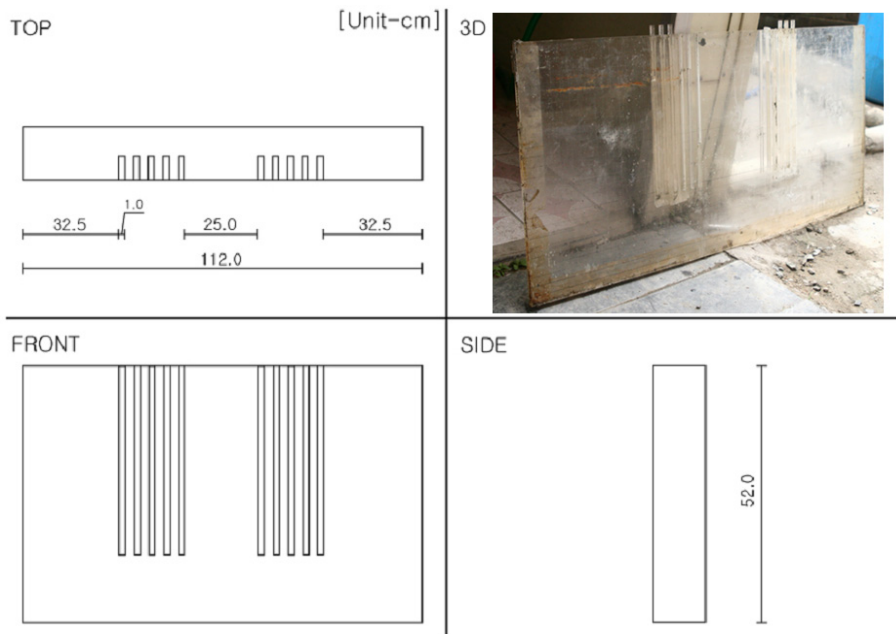 TOP
[Unit-cm]
3D
1.0
32.5
25.0
32.5
112.0
FRONT
SIDE
52.0